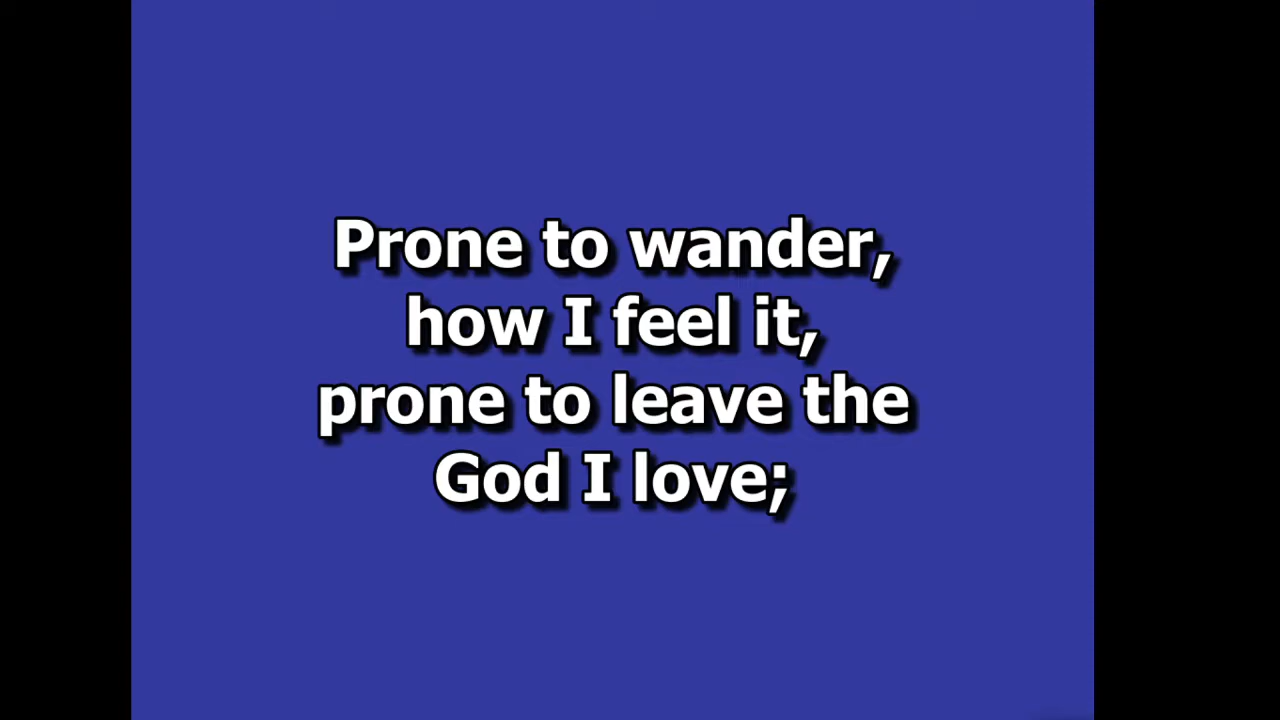 Prone to wander,
how I feel it,
prone to leave the
God I love;